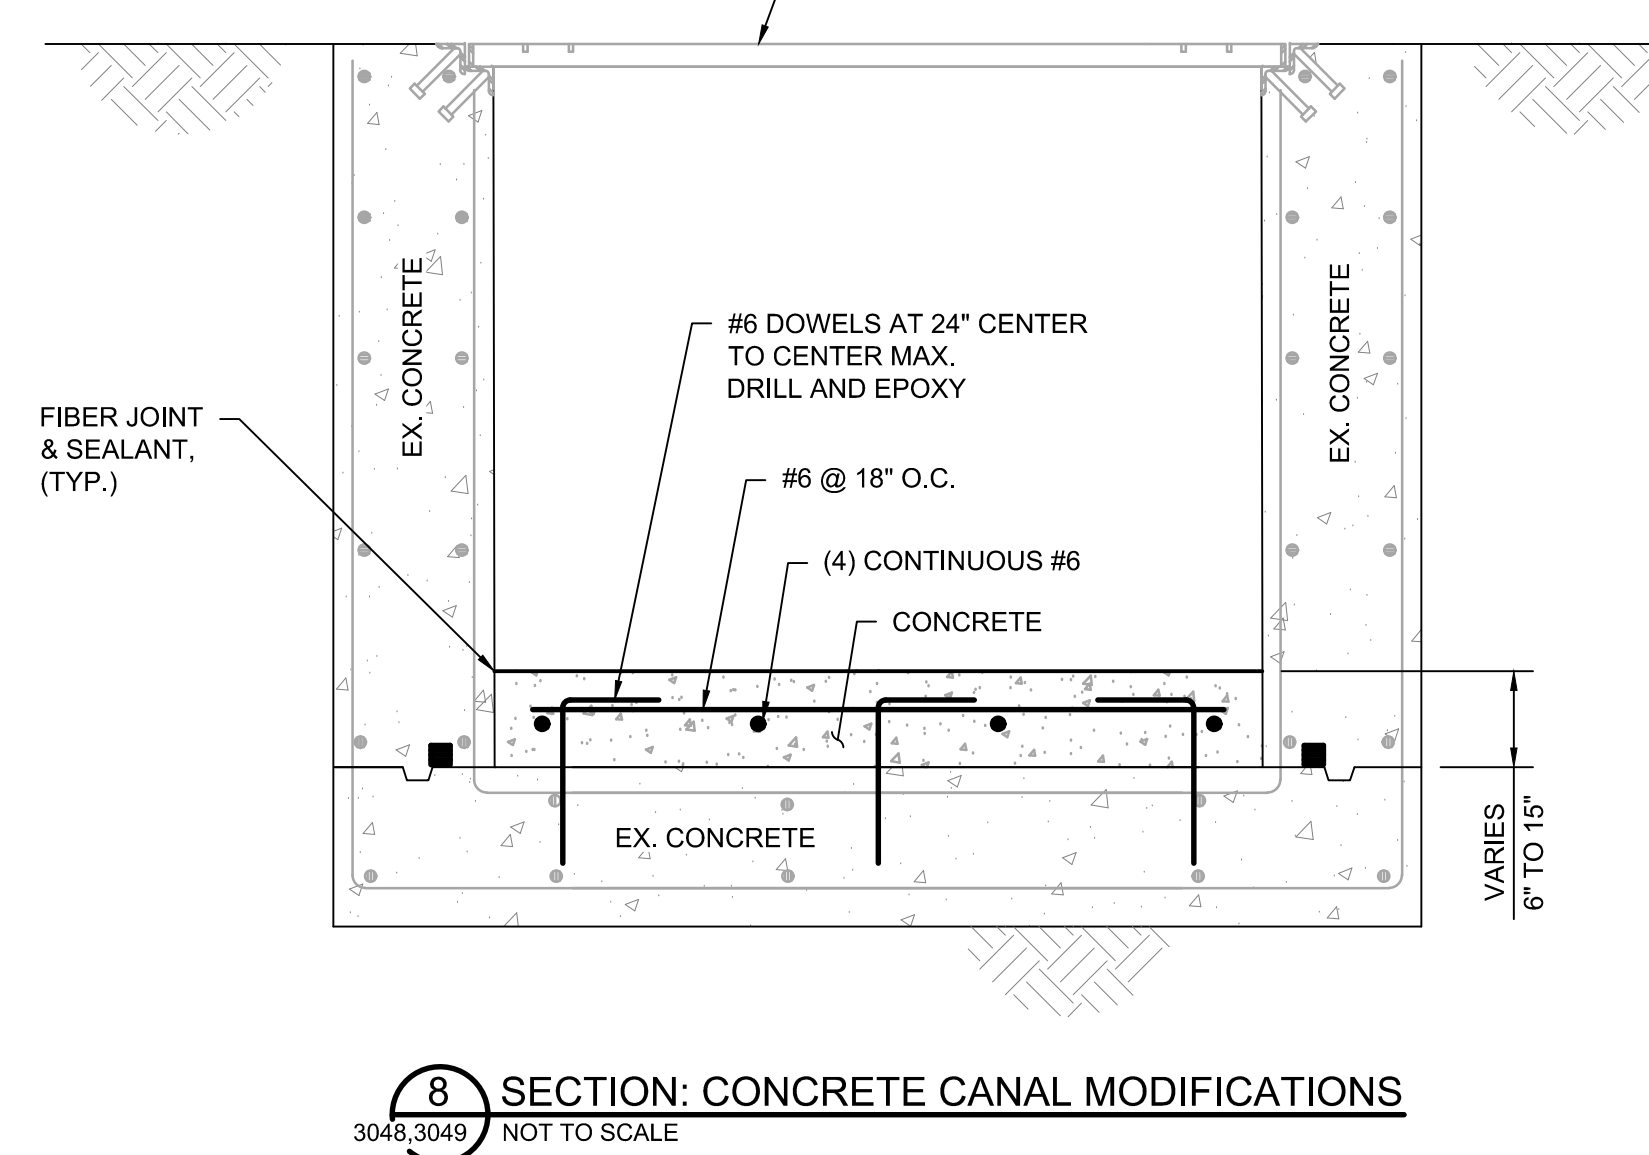 #6 DOWELS AT 24" CENTER
TO CENTER MAX.
DRILL AND EPOXY
EX. CONCRETE
EX. CONCRETE
FIBER JOINT
& SEALANT,
(TYP.)
#6 @ 18" O.C.
(4) CONTINUOUS #6
CONCRETE
EX. CONCRETE
VARIES
6" TO 15"
8
SECTION: CONCRETE CANAL MODIFICATIONS
3048,3049
NOT TO SCALE